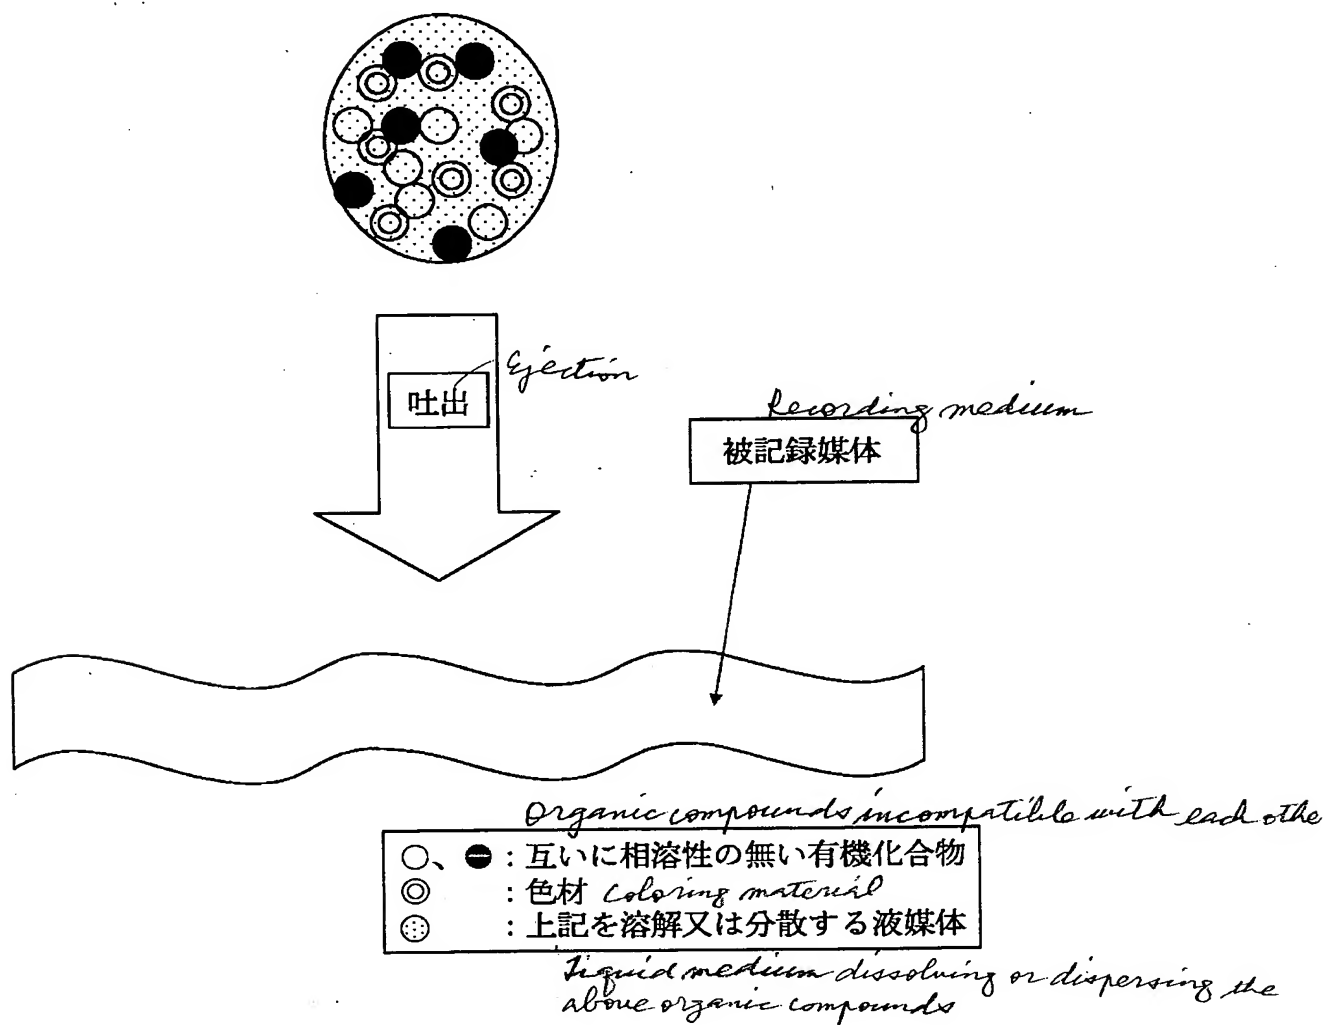 Ejection
吐出
Recording medium
被記録媒体
Organic compounds incompatible with each othe
○、●：互いに相溶性の無い有機化合物
◎ ：色材 coloring material
：上記を溶解又は分散する液媒体
Liquid medium dissolving or dispersing the
above organic compounds